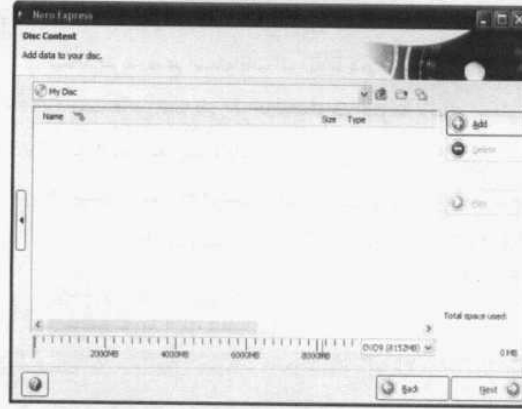 Nero Express
Disc Content
Add data to your disc.
My Disc
Name Size Type
Add
Delete
Total space used:
2000MB 4000MB 6000MB 8000MB DVD9 (8152MB) 0 MB
Back Next